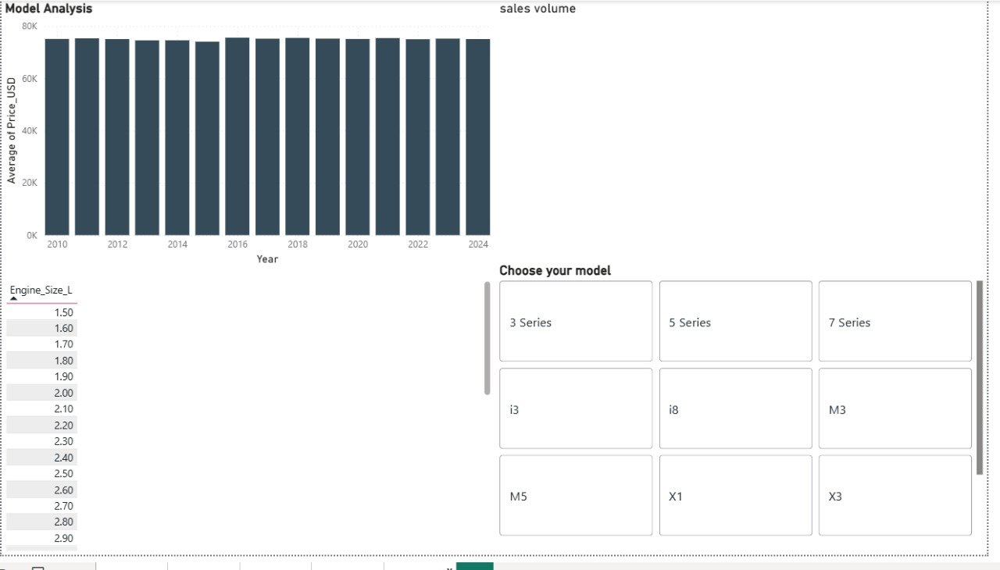 Model Analysis
80K
60K
40K
20K
0K
Average of Price_USD
2010 2012 2014 2016 2018 2020 2022 2024
Year
sales volume
Engine_Size_L
1.50
1.60
1.70
1.80
1.90
2.00
2.10
2.20
2.30
2.40
2.50
2.60
2.70
2.80
2.90
Choose your model
3 Series 5 Series 7 Series
i3 i8 M3
M5 X1 X3